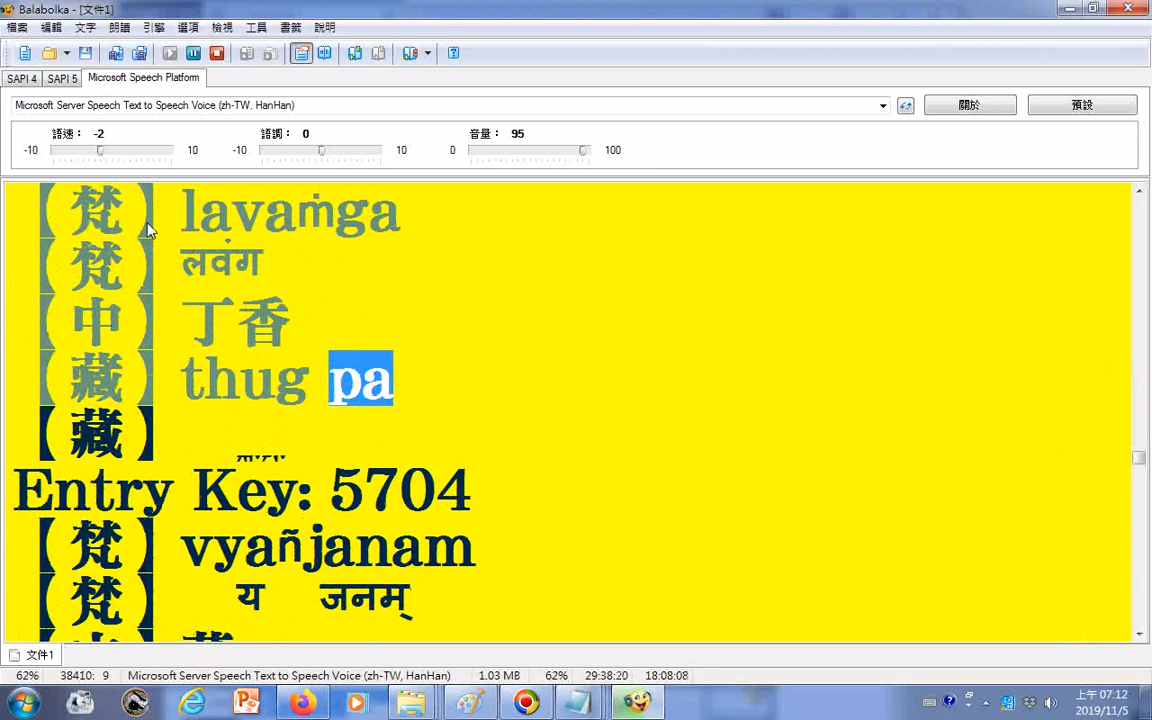 Balabolka - [文件1]
檔案 編輯 文字 朗讀 引擎 選項 檢視 工具 書籤 說明
SAPI 4 SAPI 5 Microsoft Speech Platform
Microsoft Server Speech Text to Speech Voice (zh-TW, HanHan) 關於 預設
語速： -2 語調： 0 音量： 95
-10 10 -10 10 0 100
【梵】 lavaṁga
【梵】 लवंग
【中】 丁香
【藏】 thug pa
【藏】
Entry Key: 5704
【梵】 vyañjanam
【梵】 य जनम्
文件1
62% 38410: 9 Microsoft Server Speech Text to Speech Voice (zh-TW, HanHan) 1.03 MB 62% 29:38:20 18:08:08
上午 07:12
2019/11/5